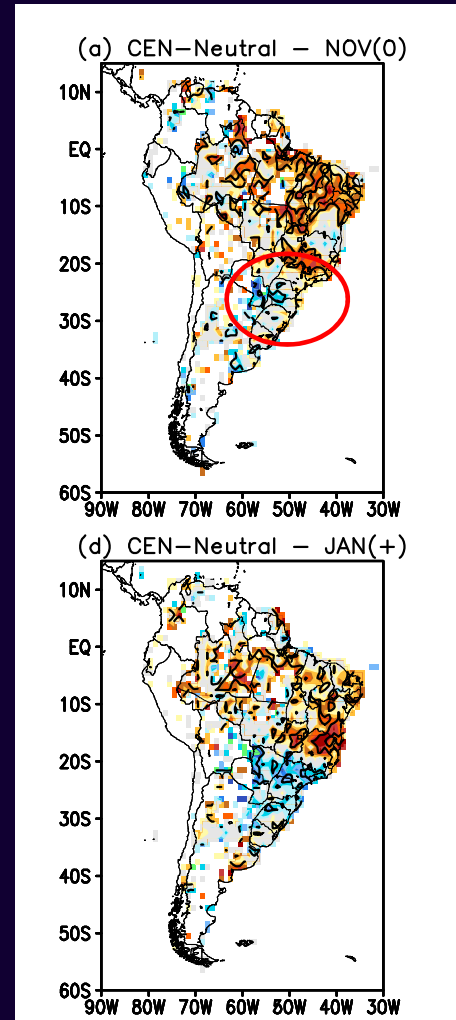 (a) CEN-Neutral - NOV(0)
10N
EQ
10S
20S
30S
40S
50S
60S
90W 80W 70W 60W 50W 40W 30W
(d) CEN-Neutral - JAN(+)
10N
EQ
10S
20S
30S
40S
50S
60S
90W 80W 70W 60W 50W 40W 30W